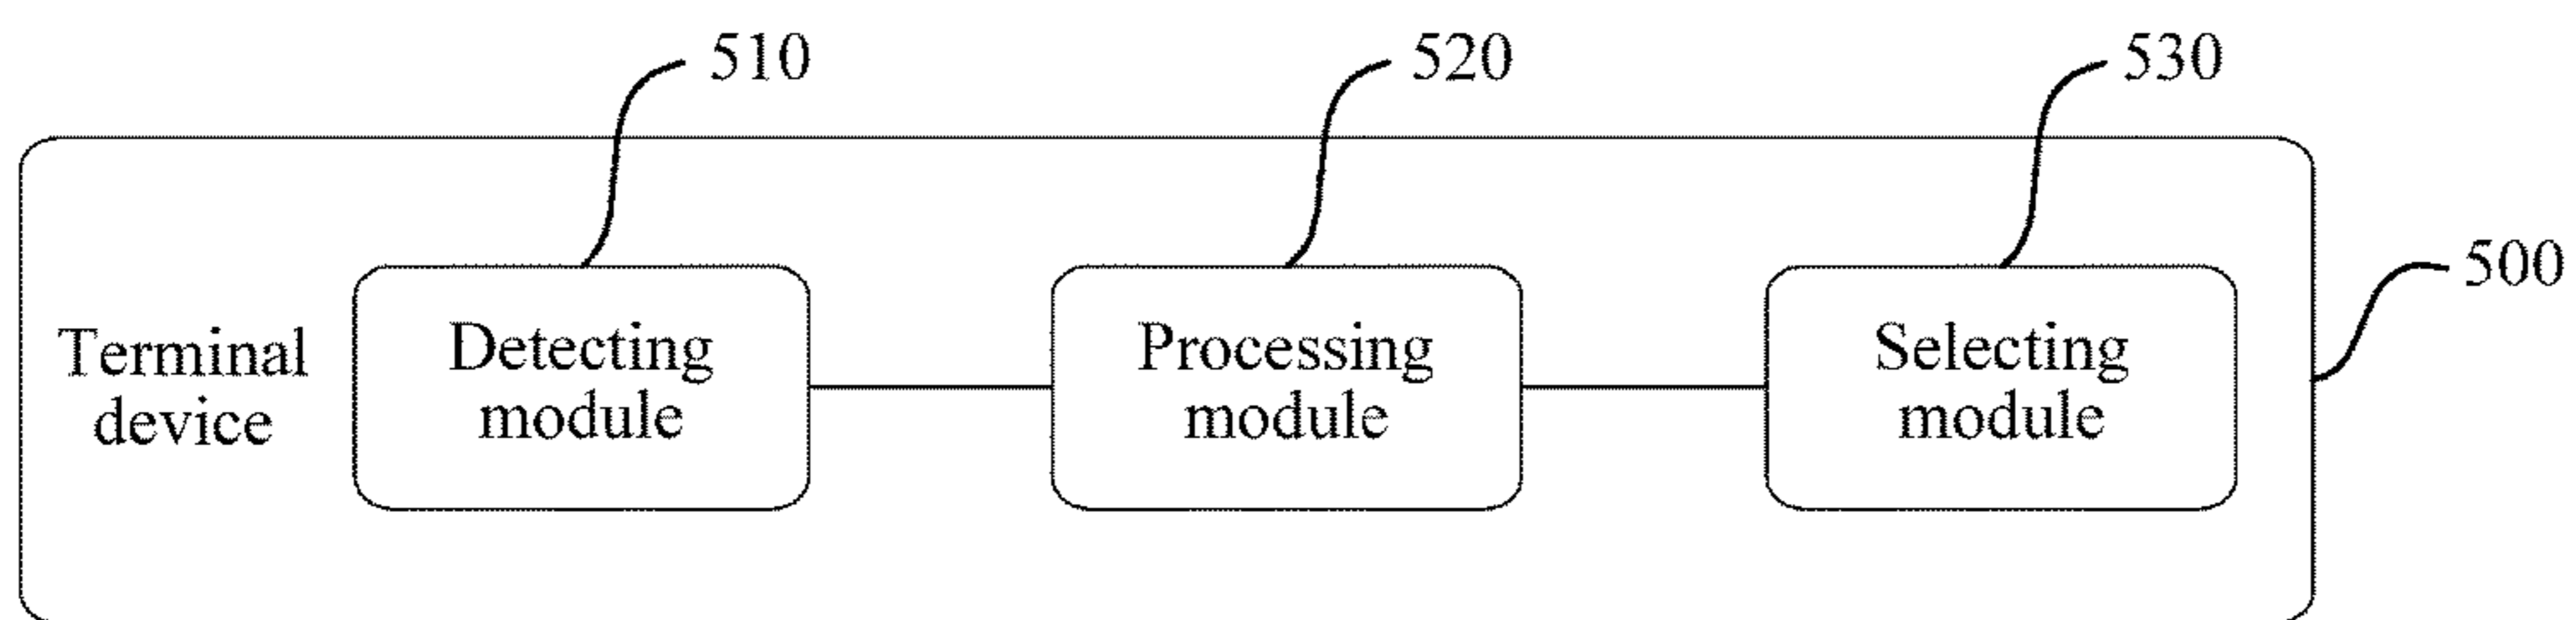 510
520
530
500
Terminal
device
Detecting
module
Processing
module
Selecting
module